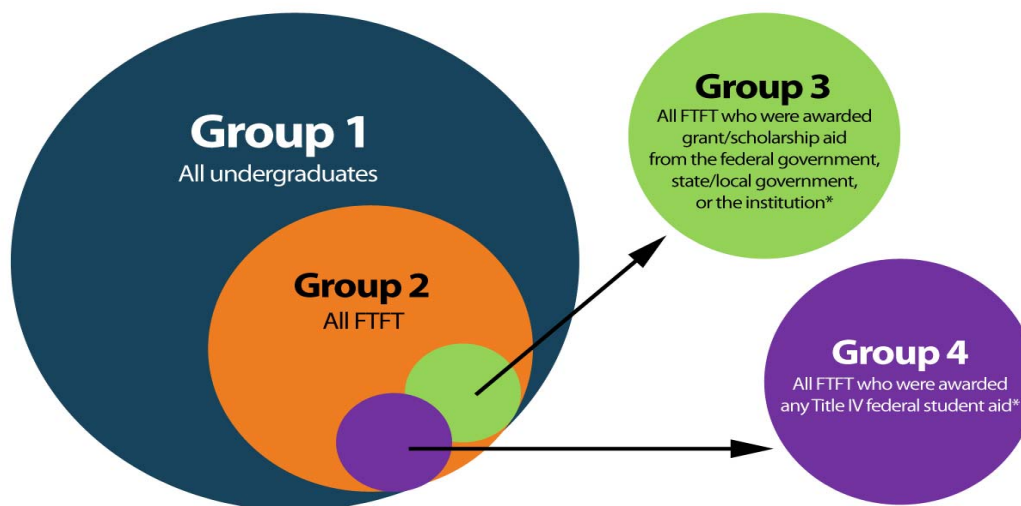 Group 1
All undergraduates
Group 2
All FTFT
Group 3
All FTFT who were awarded
grant/scholarship aid
from the federal government,
state/local government,
or the institution*
Group 4
All FTFT who were awarded
any Title IV federal student aid*